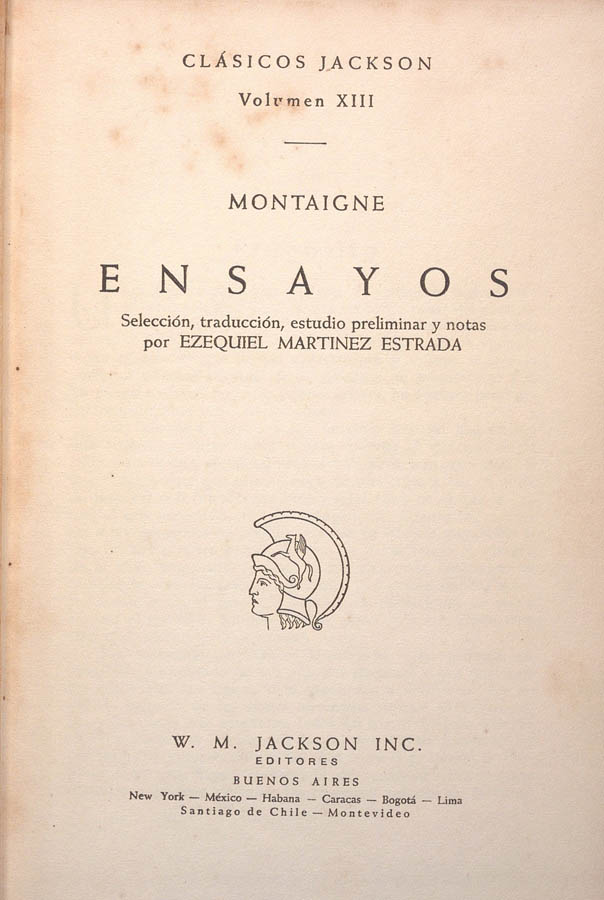 CLÁSICOS JACKSON
Volumen XIII
MONTAIGNE
ENSAYOS
Selección, traducción, estudio preliminar y notas
por EZEQUIEL MARTINEZ ESTRADA
W. M. JACKSON INC.
EDITORES
BUENOS AIRES
New York — México — Habana — Caracas — Bogotá — Lima
Santiago de Chile — Montevideo